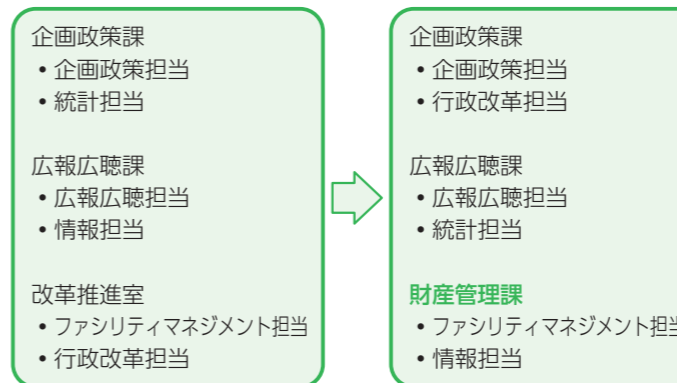 企画政策課
• 企画政策担当
• 統計担当
広報広聴課
• 広報広聴担当
• 情報担当
改革推進室
• ファシリティマネジメント担当
• 行政改革担当
企画政策課
• 企画政策担当
• 行政改革担当
広報広聴課
• 広報広聴担当
• 統計担当
財産管理課
• ファシリティマネジメント担当
• 情報担当